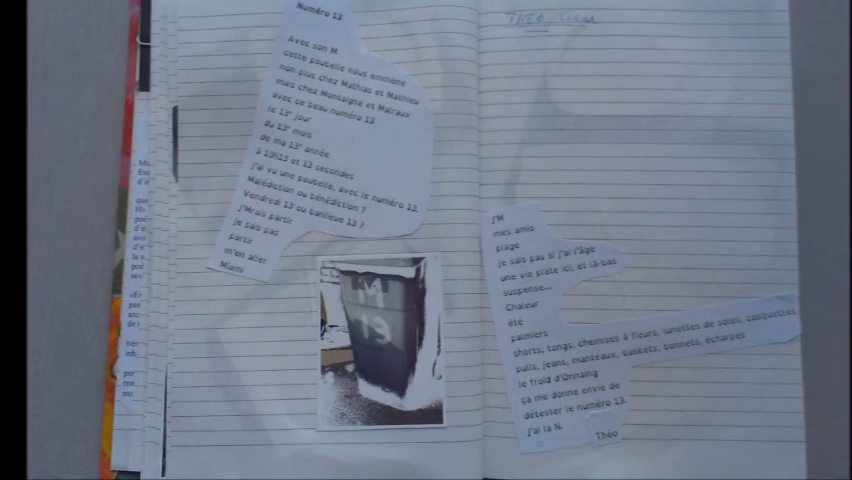 Numéro 13
Avec son M
cette poubelle nous emmène
non plus chez Mathias et Mathieu
mais chez Montaigne et Malraux
avec ce beau numéro 13
le 13° jour
du 13° mois
de ma 13° année
à 13h13 et 13 secondes
j'ai vu une poubelle, avec le numéro 13.
Malédiction ou bénédiction ?
Vendredi 13 ou banlieue 13 ?
J'Mrais partir
je sais pas
partir
m'en aller
Miami
M
13
THEO
J'M
mes amis
plage
je sais pas si j'ai l'âge
une vie plate ici, et là-bas
suspense...
Chaleur
été
palmiers
shorts, tongs, chemises à fleurs, lunettes de soleil, casquettes
pulls, jeans, manteaux, baskets, bonnets, écharpes
le froid d'Onnaing
ça me donne envie de
détester le numéro 13.
J'ai la N.
Théo